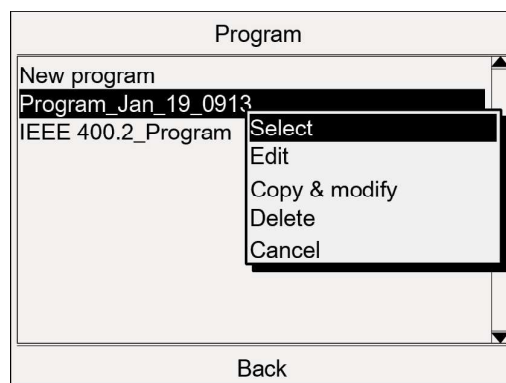 Program
New program
Program_Jan_19_0913
IEEE 400.2_Program
Select
Edit
Copy & modify
Delete
Cancel
Back